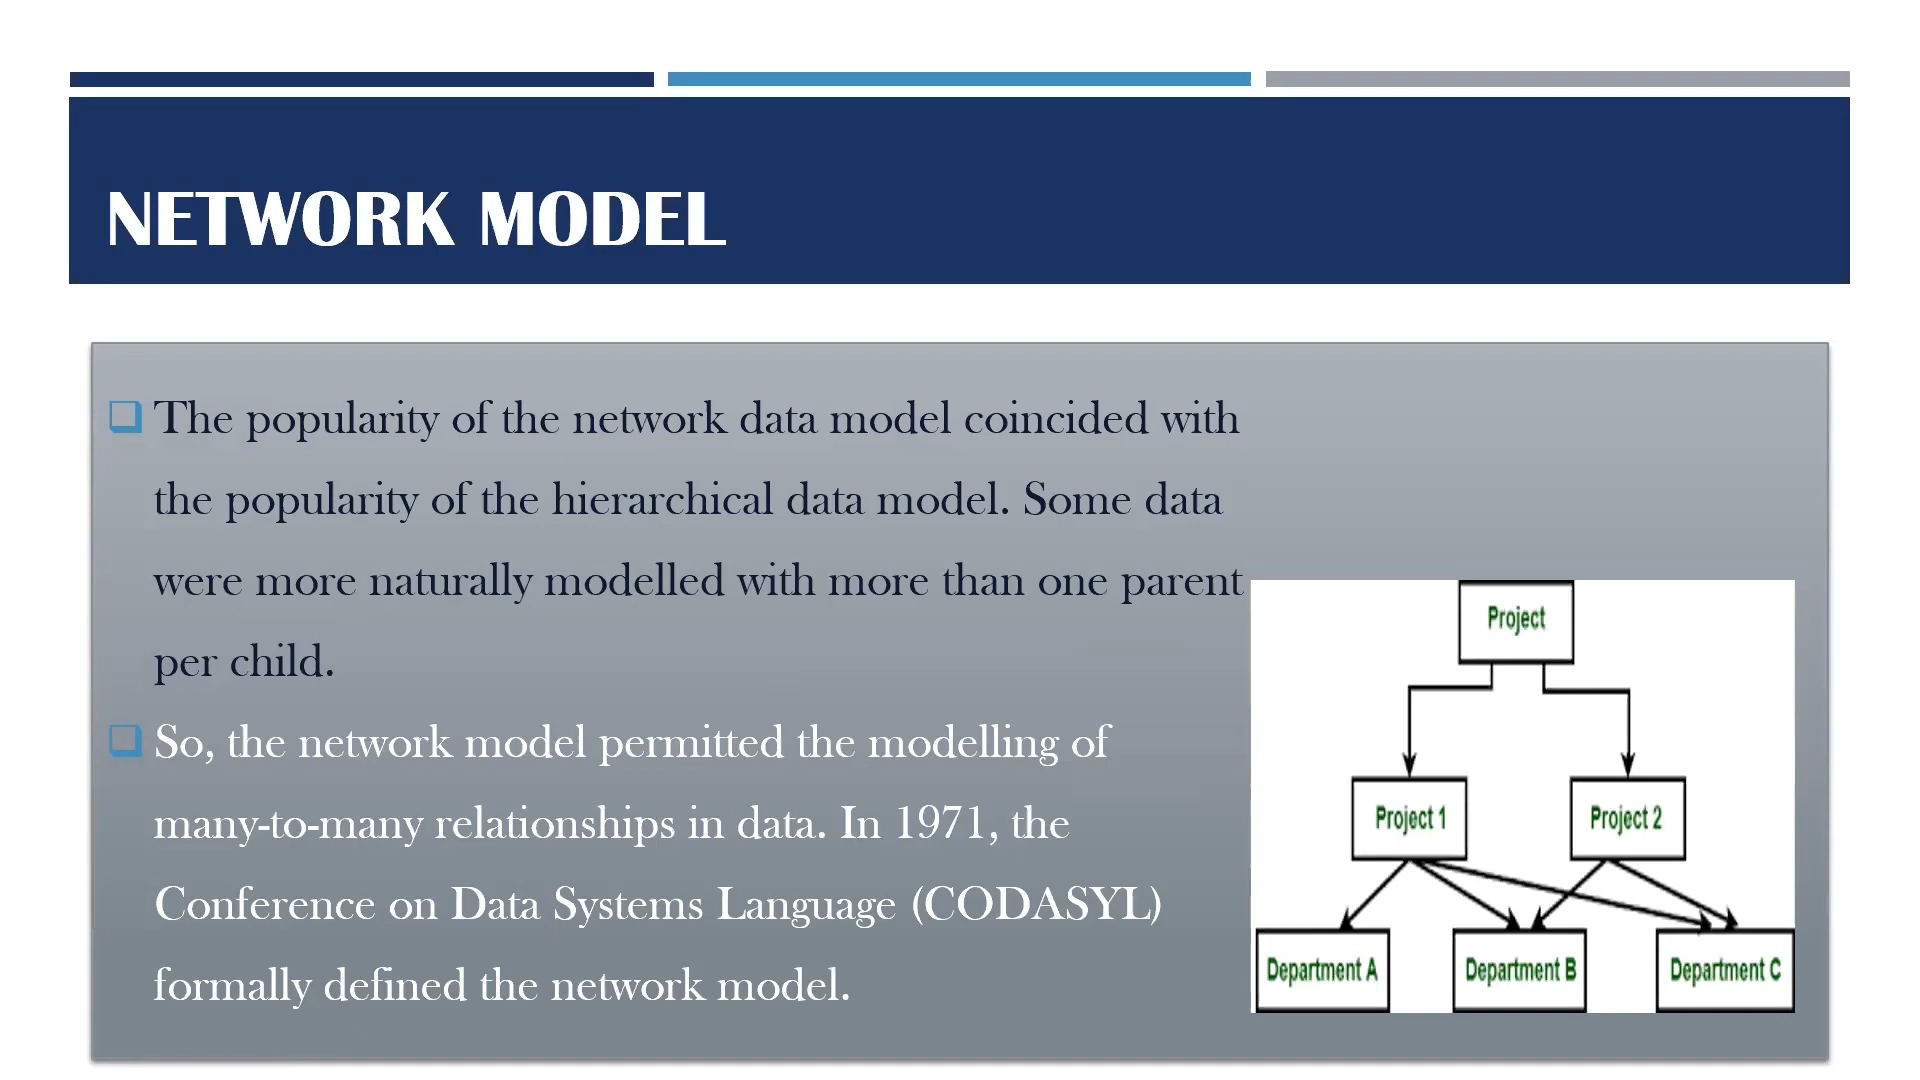 NETWORK MODEL
The popularity of the network data model coincided with
the popularity of the hierarchical data model. Some data
were more naturally modelled with more than one parent
per child.
So, the network model permitted the modelling of
many-to-many relationships in data. In 1971, the
Conference on Data Systems Language (CODASYL)
formally defined the network model.
Project
Project 1
Project 2
Department A
Department B
Department C